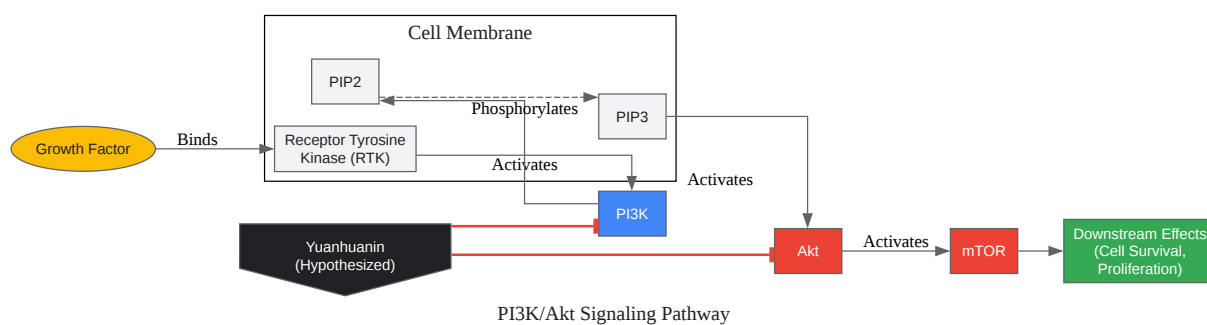 Cell Membrane
PIP2
Phosphorylates
PIP3
Growth Factor
Binds
Receptor Tyrosine
Kinase (RTK)
Activates
Activates
PI3K
Yuanhuanin
(Hypothesized)
Akt
Activates
mTOR
Downstream Effects
(Cell Survival,
Proliferation)
PI3K/Akt Signaling Pathway